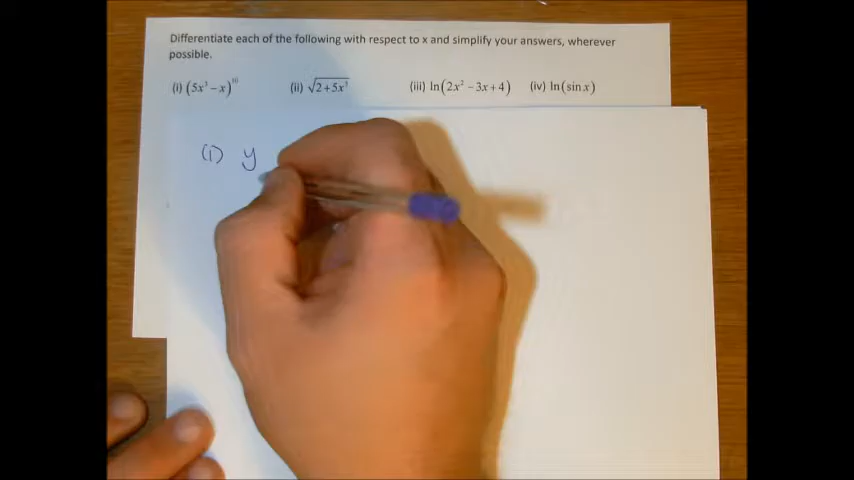 Differentiate each of the following with respect to x and simplify your answers, wherever
possible.
(i) (5x³ − x)¹⁰ (ii) √(2+5x³) (iii) ln(2x² − 3x + 4) (iv) ln(sin x)
(i) y